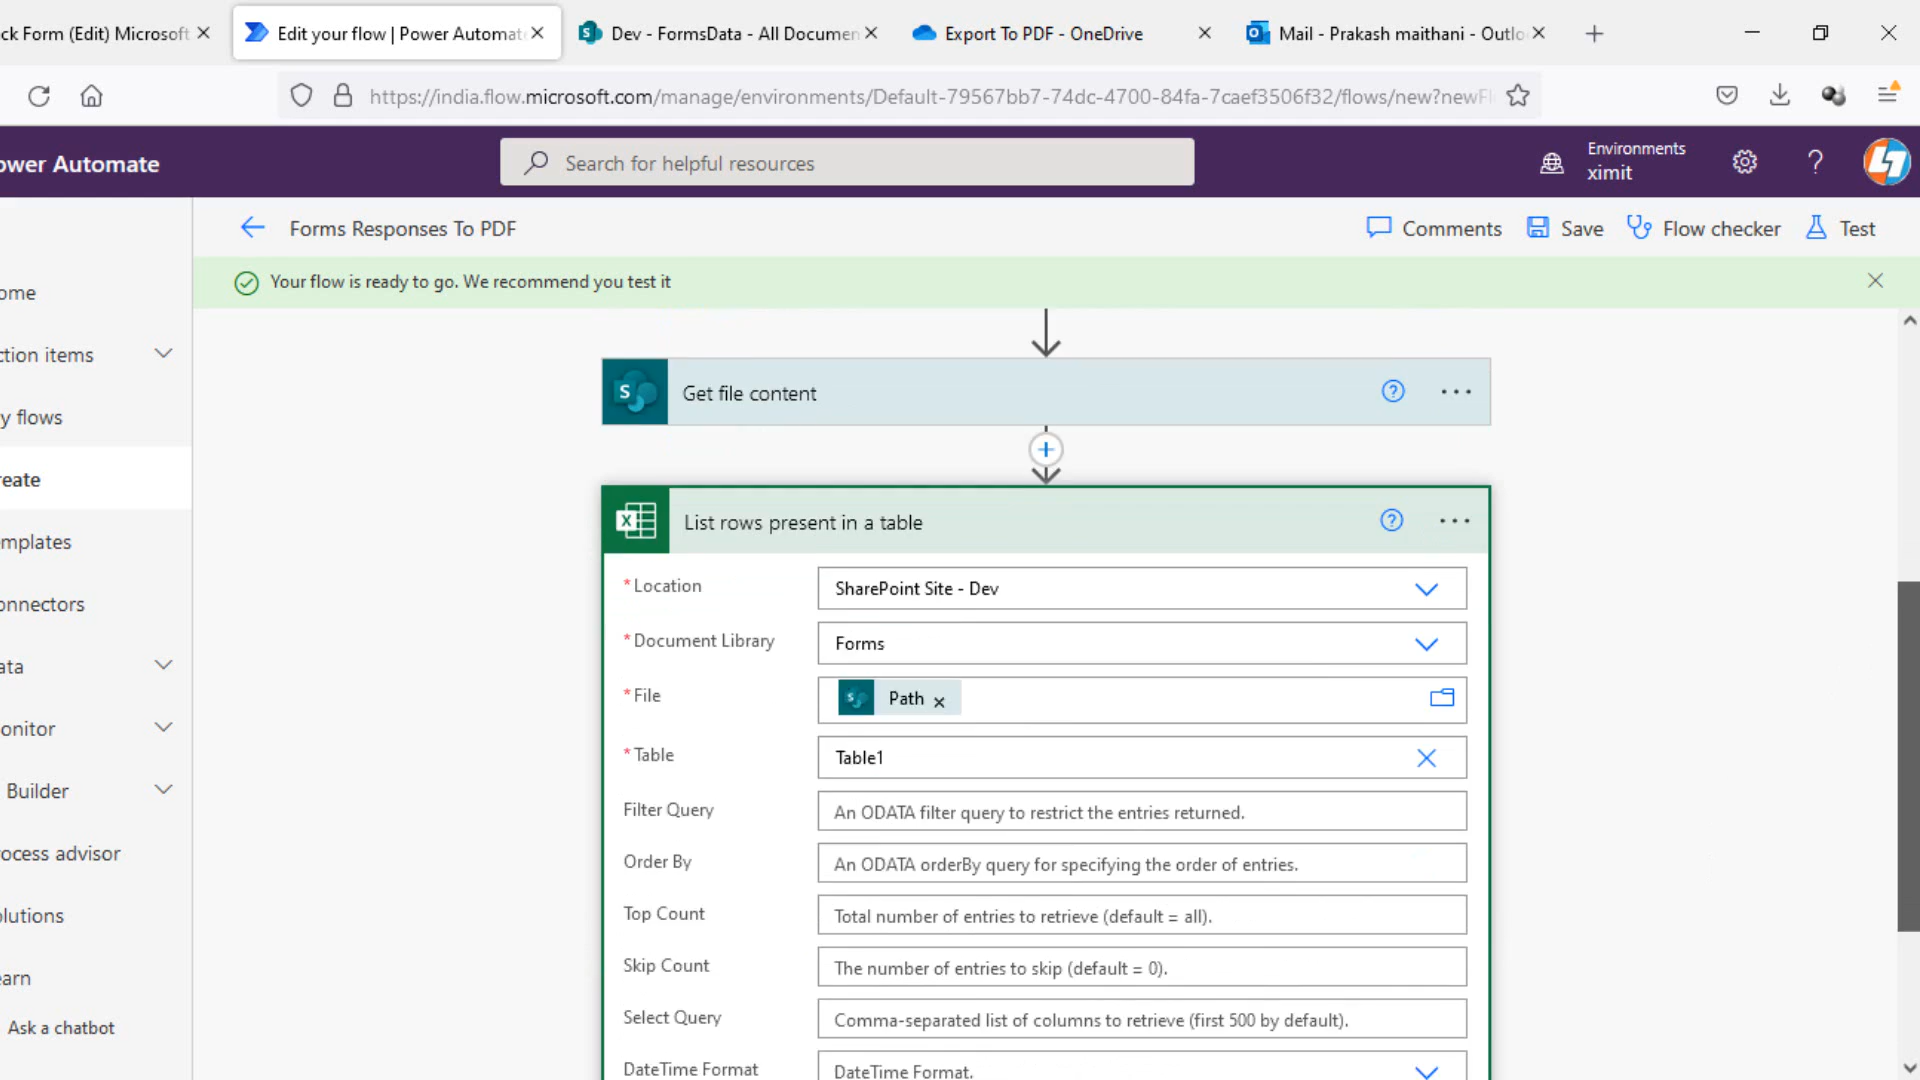 ck Form (Edit) Microsoft
Edit your flow | Power Automat
Dev - FormsData - All Documen
Export To PDF - OneDrive
Mail - Prakash maithani - Outlo
https://india.flow.microsoft.com/manage/environments/Default-79567bb7-74dc-4700-84fa-7caef3506f32/flows/new?newFl
ower Automate
Search for helpful resources
Environments
ximit
Forms Responses To PDF
Comments
Save
Flow checker
Test
Your flow is ready to go. We recommend you test it
ome
ction items
y flows
reate
mplates
onnectors
ata
onitor
Builder
ocess advisor
olutions
earn
Ask a chatbot
Get file content
List rows present in a table
* Location
SharePoint Site - Dev
* Document Library
Forms
* File
Path
* Table
Table1
Filter Query
An ODATA filter query to restrict the entries returned.
Order By
An ODATA orderBy query for specifying the order of entries.
Top Count
Total number of entries to retrieve (default = all).
Skip Count
The number of entries to skip (default = 0).
Select Query
Comma-separated list of columns to retrieve (first 500 by default).
DateTime Format
DateTime Format.